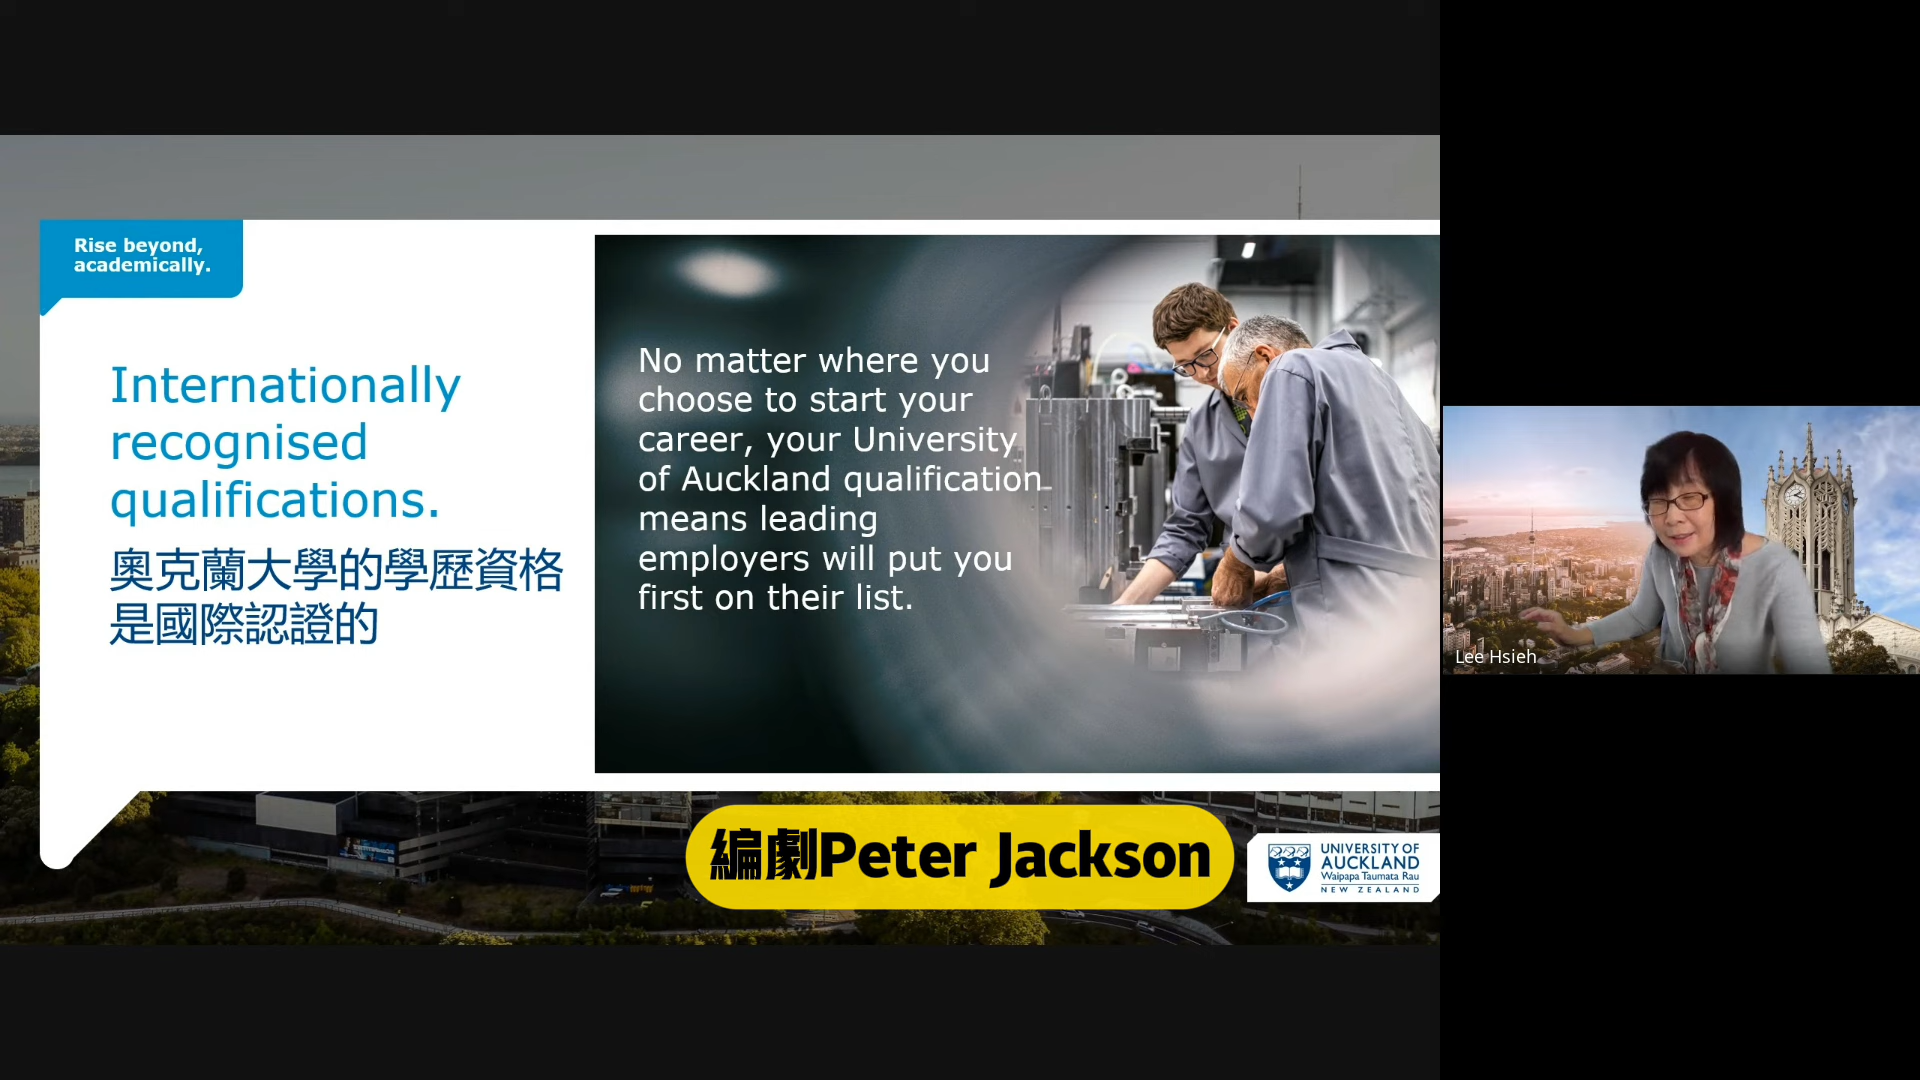 Rise beyond,
academically.
Internationally
recognised
qualifications.
奧克蘭大學的學歷資格
是國際認證的
No matter where you
choose to start your
career, your University
of Auckland qualification
means leading
employers will put you
first on their list.
編劇Peter Jackson
UNIVERSITY OF
AUCKLAND
Waipapa Taumata Rau
NEW ZEALAND
Lee Hsieh